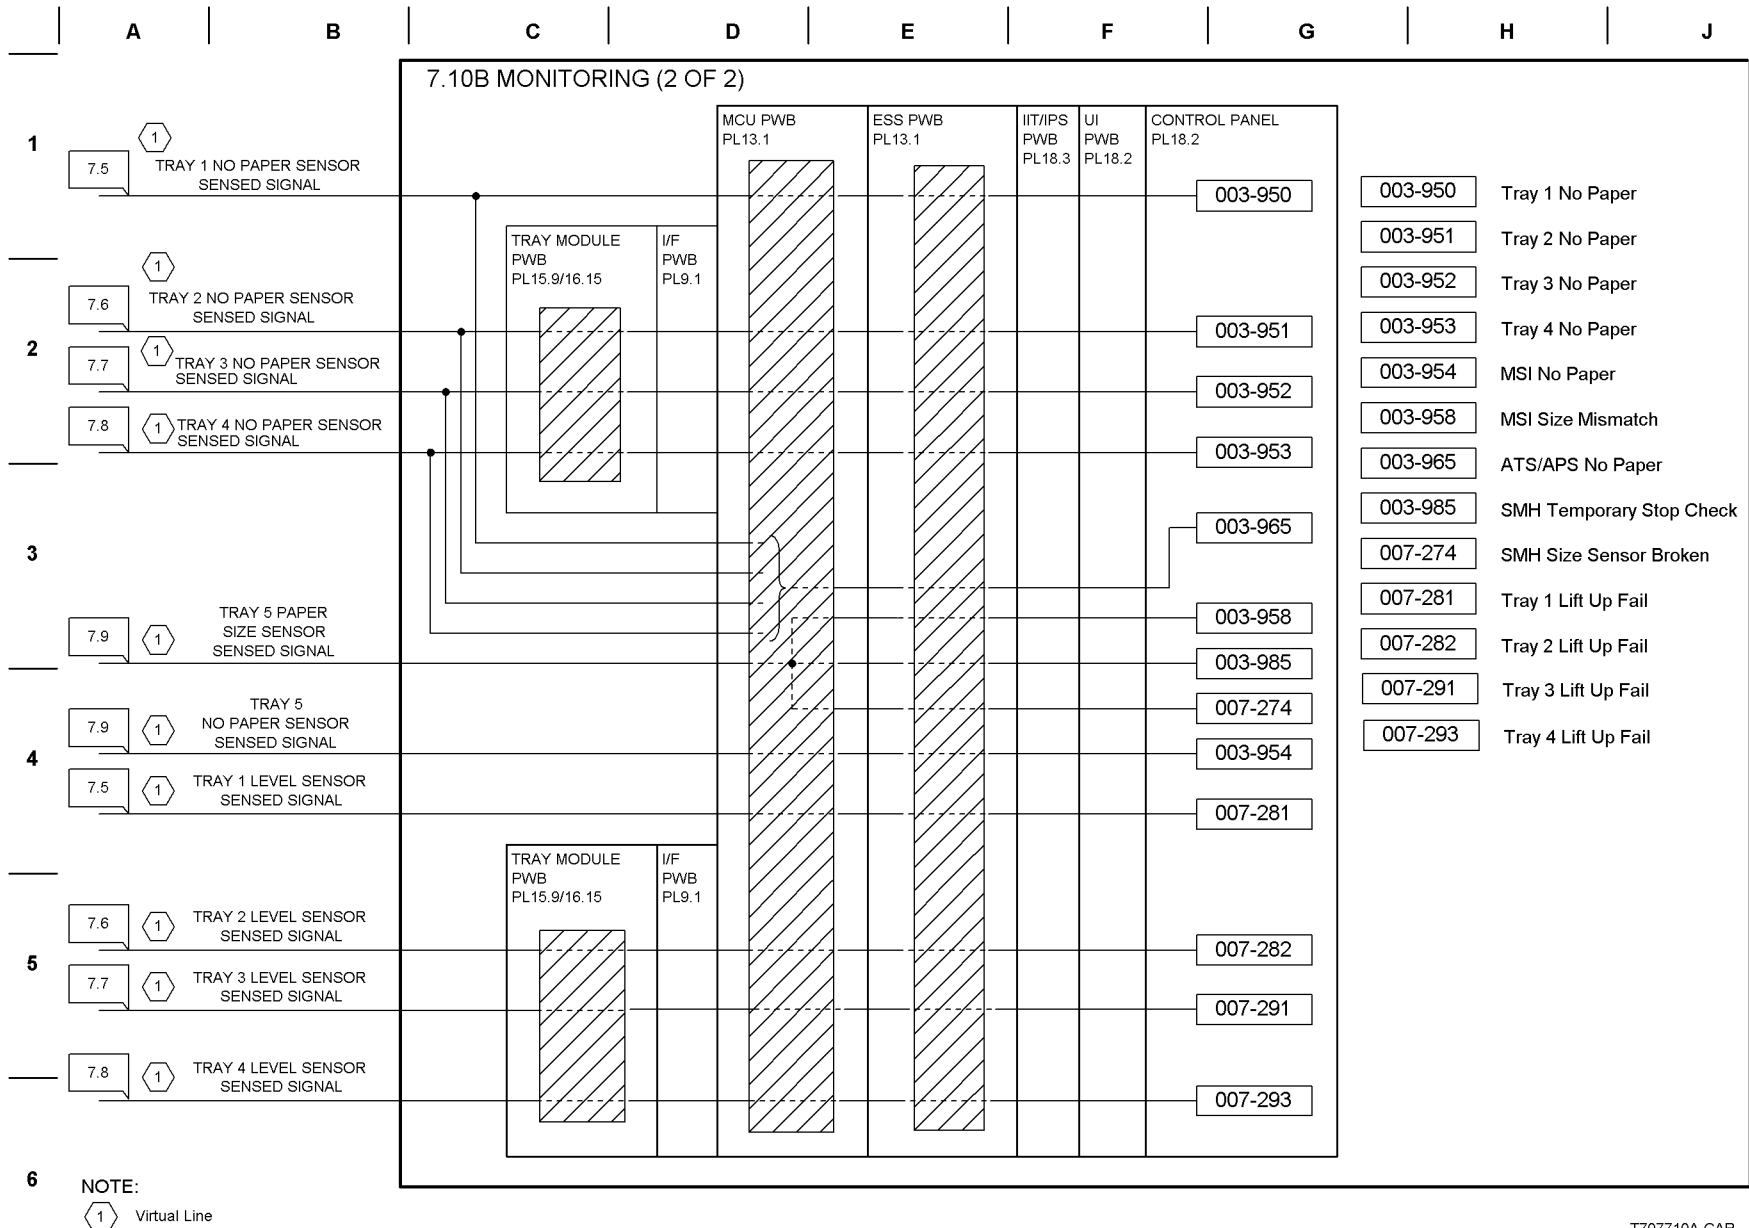 A B C D E F G H J
7.10B MONITORING (2 OF 2)
1
2
3
4
5
6
MCU PWB
PL13.1
ESS PWB
PL13.1
IIT/IPS
PWB
PL18.3
UI
PWB
PL18.2
CONTROL PANEL
PL18.2
1
7.5
TRAY 1 NO PAPER SENSOR
SENSED SIGNAL
003-950
TRAY MODULE
PWB
PL15.9/16.15
I/F
PWB
PL9.1
1
7.6
TRAY 2 NO PAPER SENSOR
SENSED SIGNAL
003-951
1
7.7
TRAY 3 NO PAPER SENSOR
SENSED SIGNAL
003-952
7.8
1
TRAY 4 NO PAPER SENSOR
SENSED SIGNAL
003-953
003-965
7.9
1
TRAY 5 PAPER
SIZE SENSOR
SENSED SIGNAL
003-958
003-985
007-274
7.9
1
TRAY 5
NO PAPER SENSOR
SENSED SIGNAL
003-954
7.5
1
TRAY 1 LEVEL SENSOR
SENSED SIGNAL
007-281
TRAY MODULE
PWB
PL15.9/16.15
I/F
PWB
PL9.1
7.6
1
TRAY 2 LEVEL SENSOR
SENSED SIGNAL
007-282
7.7
1
TRAY 3 LEVEL SENSOR
SENSED SIGNAL
007-291
7.8
1
TRAY 4 LEVEL SENSOR
SENSED SIGNAL
007-293
003-950 Tray 1 No Paper
003-951 Tray 2 No Paper
003-952 Tray 3 No Paper
003-953 Tray 4 No Paper
003-954 MSI No Paper
003-958 MSI Size Mismatch
003-965 ATS/APS No Paper
003-985 SMH Temporary Stop Check
007-274 SMH Size Sensor Broken
007-281 Tray 1 Lift Up Fail
007-282 Tray 2 Lift Up Fail
007-291 Tray 3 Lift Up Fail
007-293 Tray 4 Lift Up Fail
NOTE:
1 Virtual Line